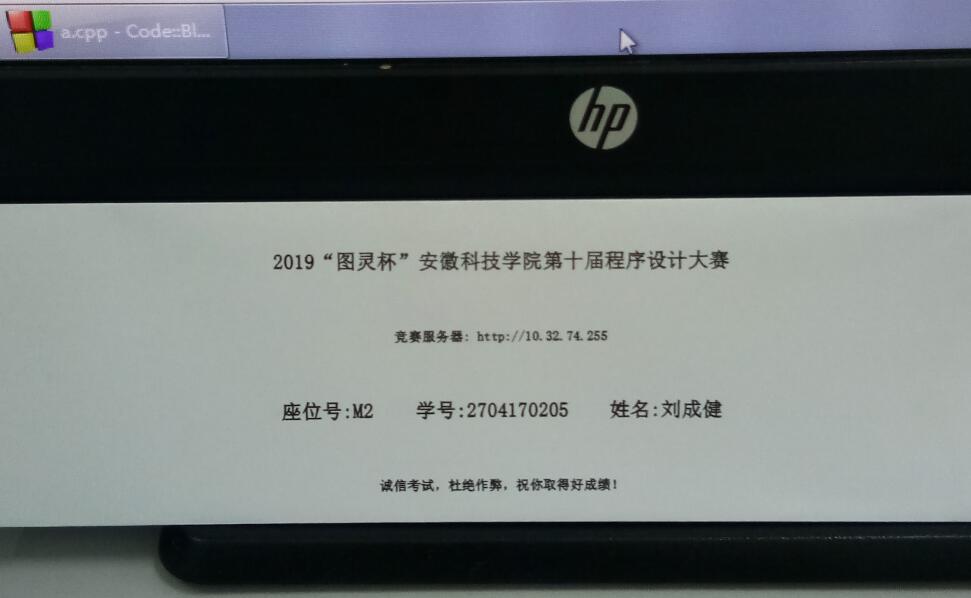 a.cpp - Code::Bl...
hp
2019“图灵杯”安徽科技学院第十届程序设计大赛
竞赛服务器: http://10.32.74.255
座位号:M2 学号:2704170205 姓名:刘成健
诚信考试，杜绝作弊，祝你取得好成绩！